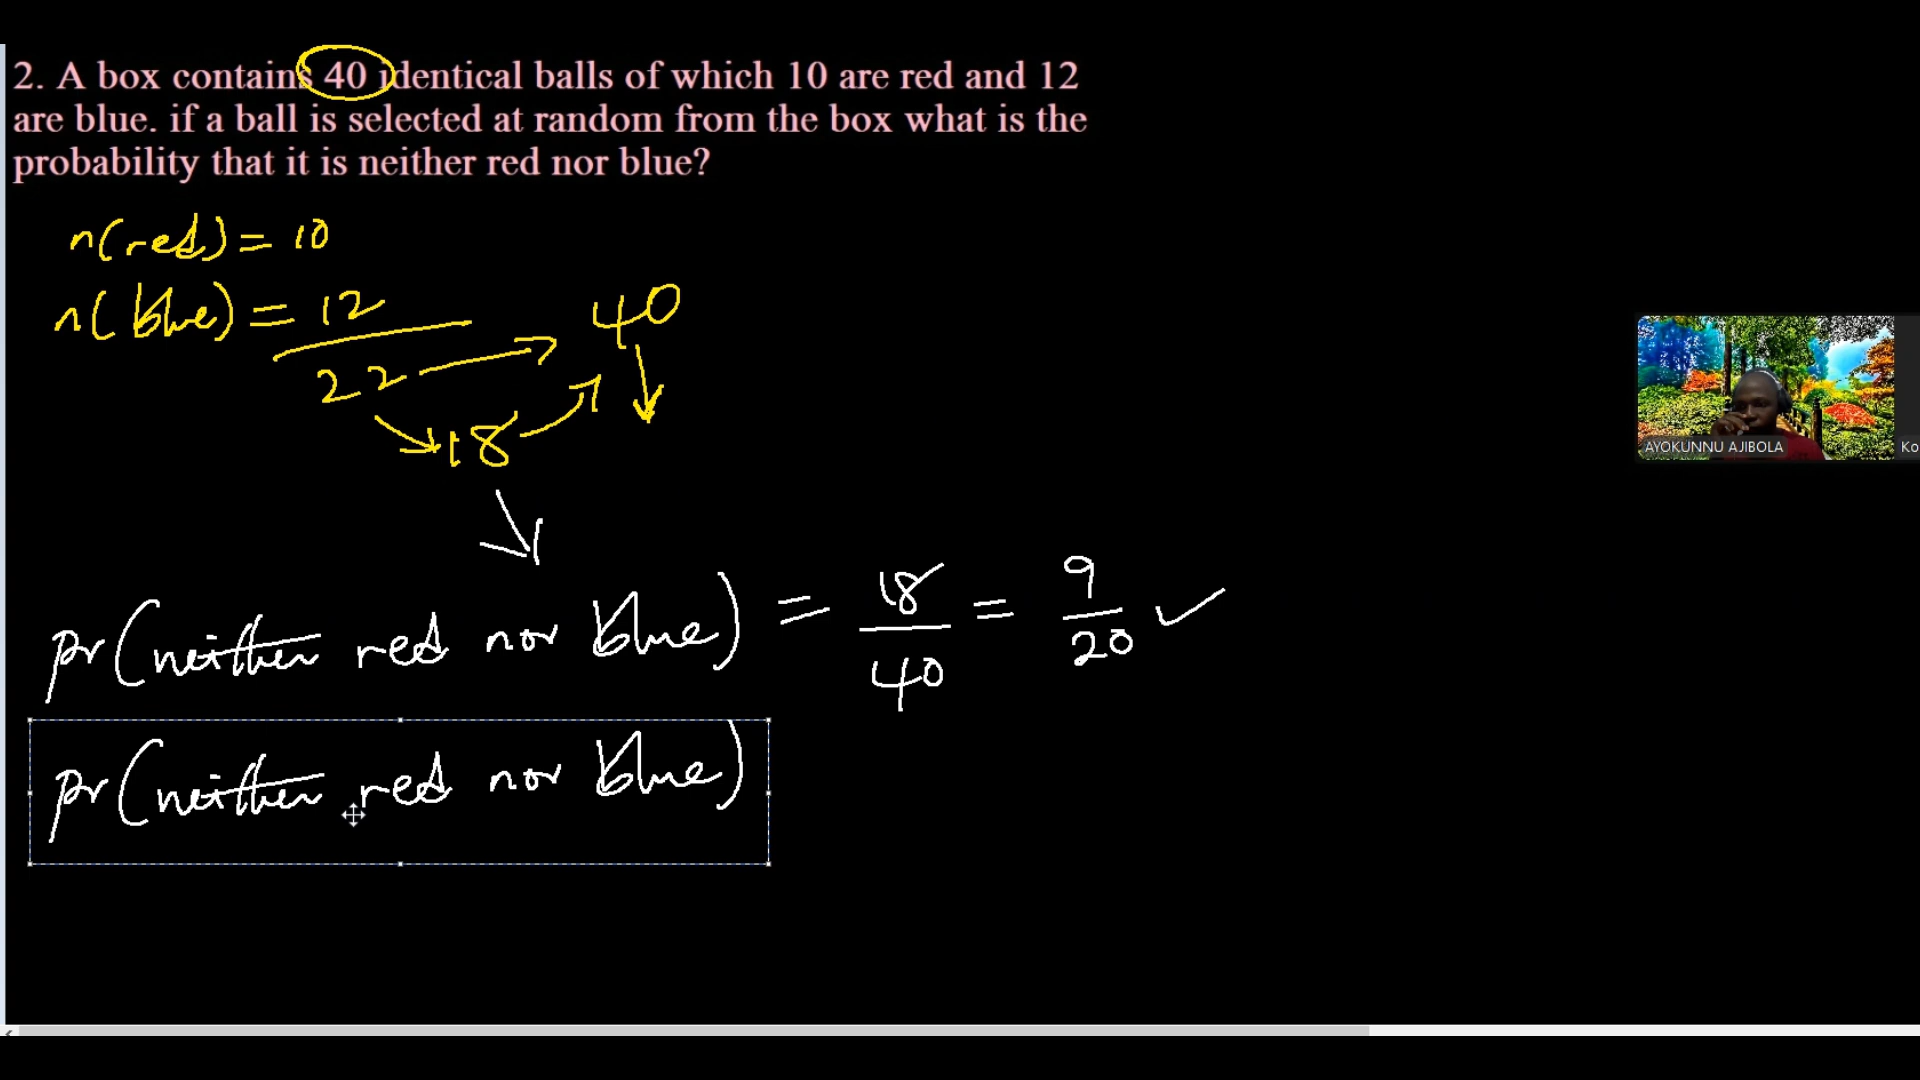 2. A box contains 40 identical balls of which 10 are red and 12
are blue. if a ball is selected at random from the box what is the
probability that it is neither red nor blue?
n(red) = 10
n(blue) = 12
40
22
18
pr(neither red nor blue) = 18/40 = 9/20
pr(neither red nor blue)
AYOKUNNU AJIBOLA
Ko